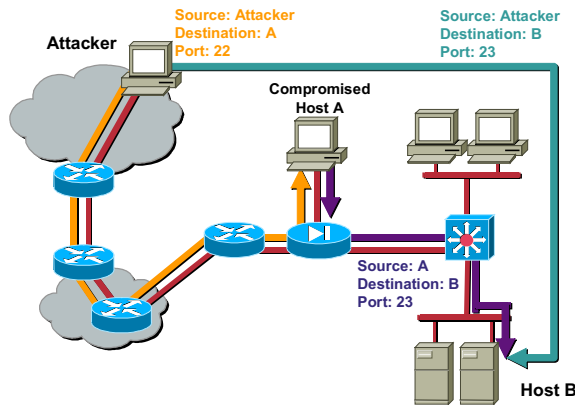 Source: Attacker
Destination: A
Port: 22
Source: Attacker
Destination: B
Port: 23
Attacker
Compromised
Host A
Source: A
Destination: B
Port: 23
Host B